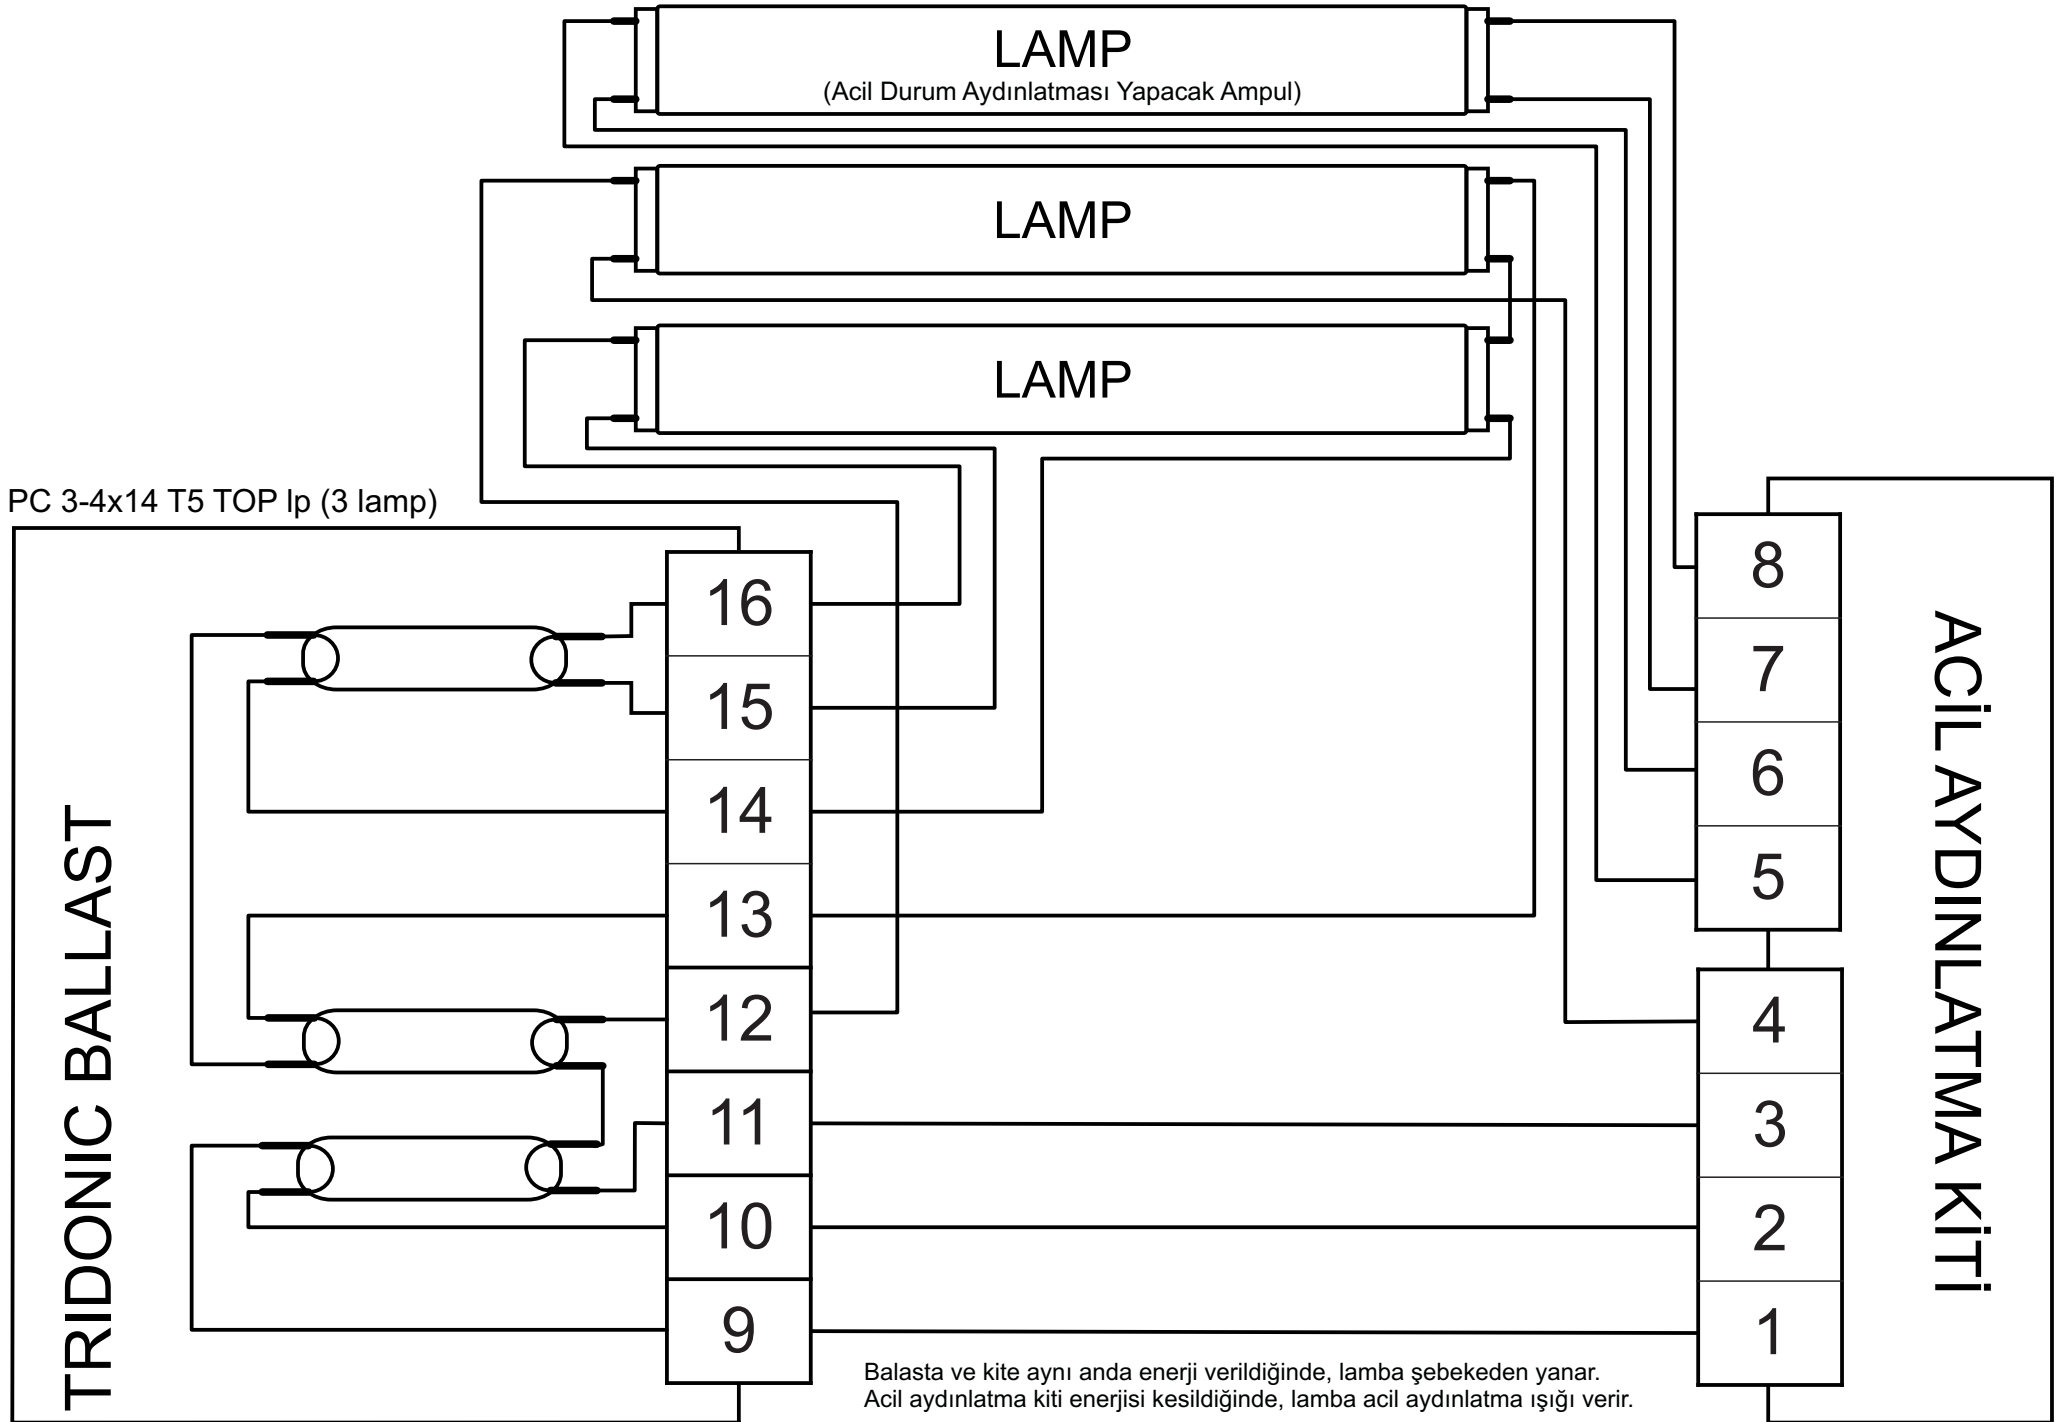 LAMP
(Acil Durum Aydınlatması Yapacak Ampul)
LAMP
LAMP
PC 3-4x14 T5 TOP lp (3 lamp)
TRIDONIC BALLAST
16
15
14
13
12
11
10
9
8
7
6
5
4
3
2
1
ACİL AYDINLATMA KİTİ
Balasta ve kite aynı anda enerji verildiğinde, lamba şebekeden yanar.
Acil aydınlatma kiti enerjisi kesildiğinde, lamba acil aydınlatma ışığı verir.